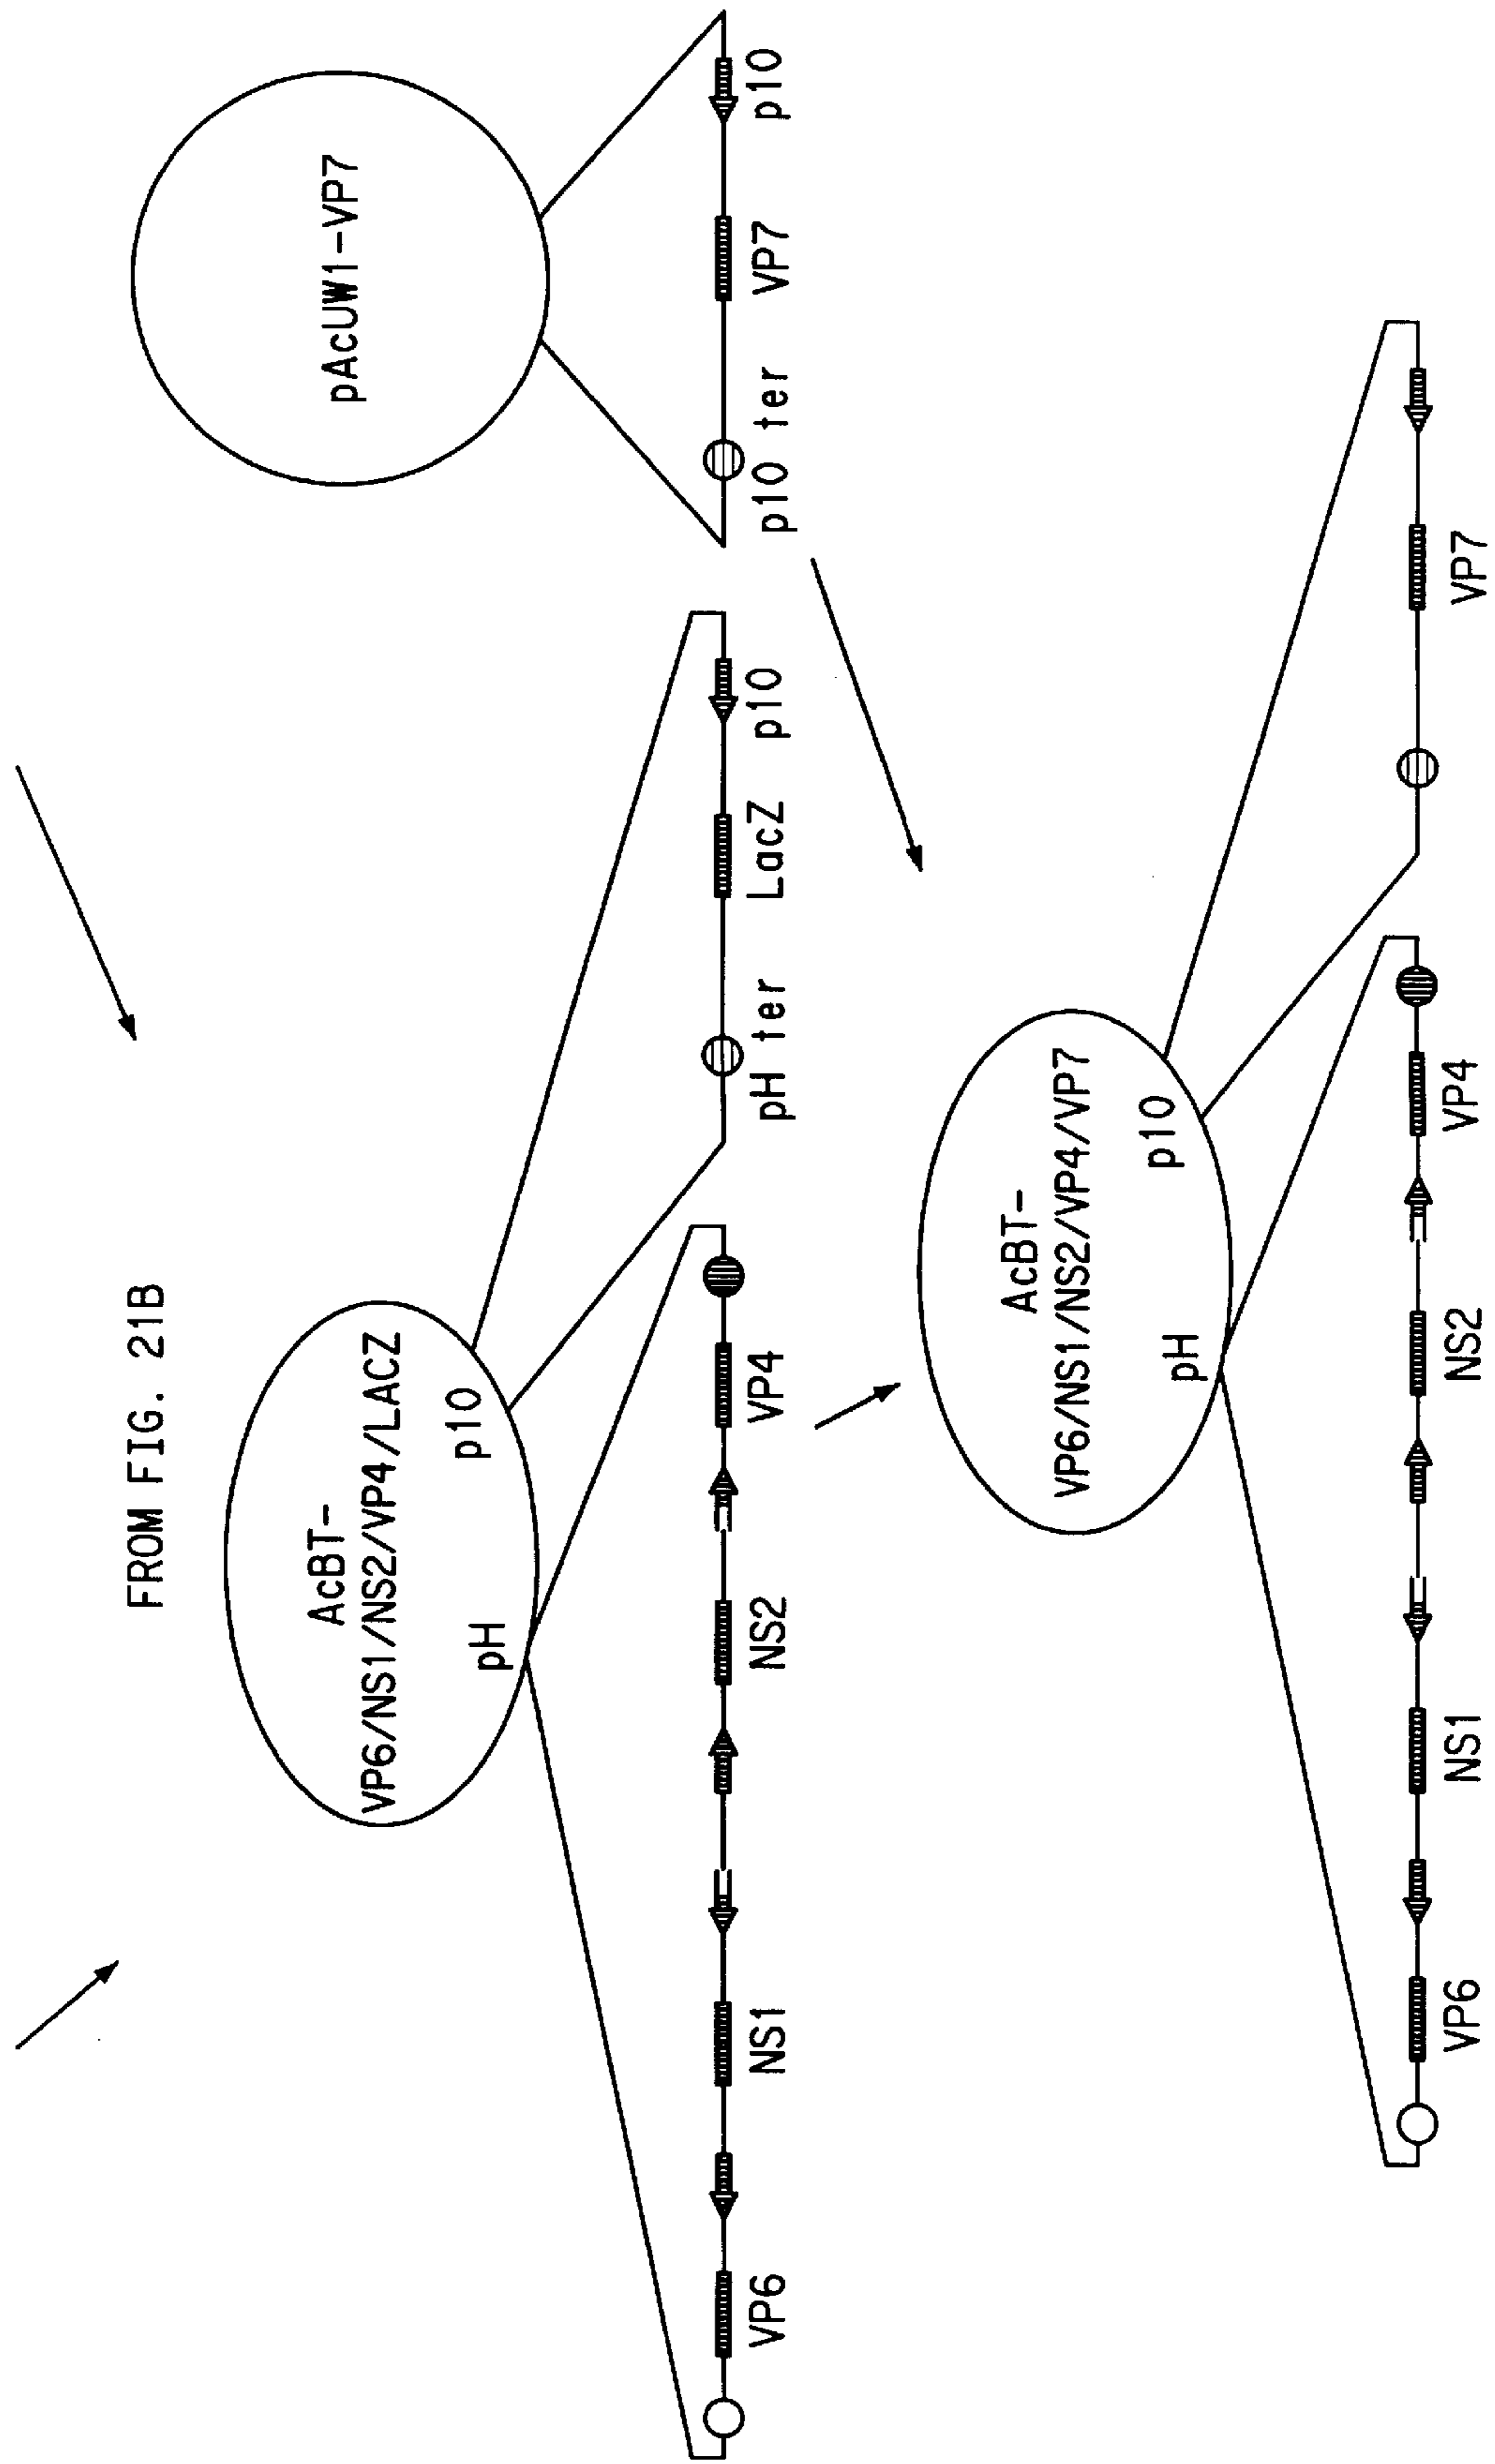 FROM FIG. 21B
AcBT-
VP6/NS1/NS2/VP4/LACZ
pH
p10
VP6
NS1
NS2
VP4
pH ter
LacZ
p10
pAcUW1-VP7
p10 ter
VP7
p10
AcBT-
VP6/NS1/NS2/VP4/VP7
pH
p10
VP6
NS1
NS2
VP4
VP7